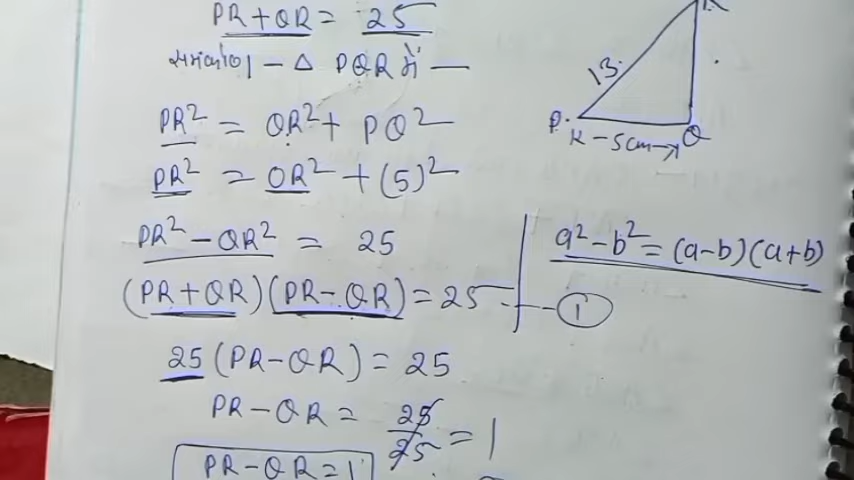 PR + QR = 25
- Δ PQR में —
PR² = QR² + PQ²
PR² = QR² + (5)²
PR² - QR² = 25
a² - b² = (a-b)(a+b)
(PR + QR)(PR - QR) = 25 — ①
25 (PR - QR) = 25
PR - QR = 25/25 = 1
PR - QR = 1
R
13
P
K - 5cm →
Q